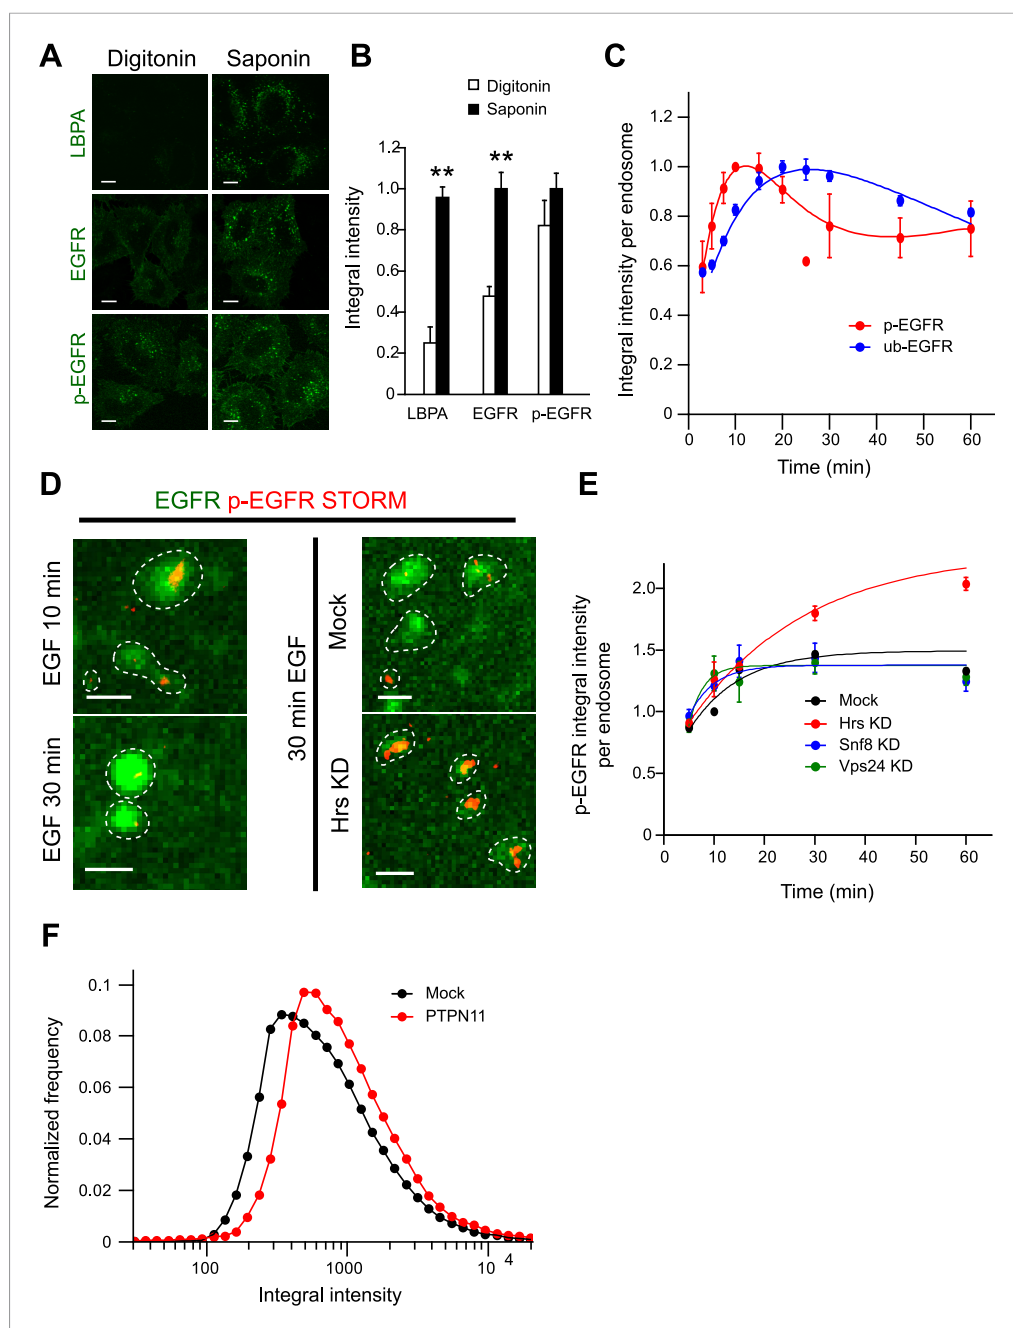 A
Digitonin Saponin
LBPA
EGFR
p-EGFR
B
Digitonin
Saponin
Integral intensity
1.2
1
0.8
0.6
0.4
0.2
0
** **
LBPA EGFR p-EGFR
C
Integral intensity per endosome
1.2
1.0
0.8
0.6
0.4
0.2
0
p-EGFR
ub-EGFR
0 10 20 30 40 50 60
Time (min)
D
EGFR p-EGFR STORM
EGF 10 min
EGF 30 min
30 min EGF
Mock
Hrs KD
E
p-EGFR integral intensity
per endosome
2.0
1.5
1.0
0.5
0
Mock
Hrs KD
Snf8 KD
Vps24 KD
0 10 20 30 40 50 60
Time (min)
F
Normalized frequency
0.1
0.08
0.06
0.04
0.02
0
Mock
PTPN11
100 1000 10 4
Integral intensity